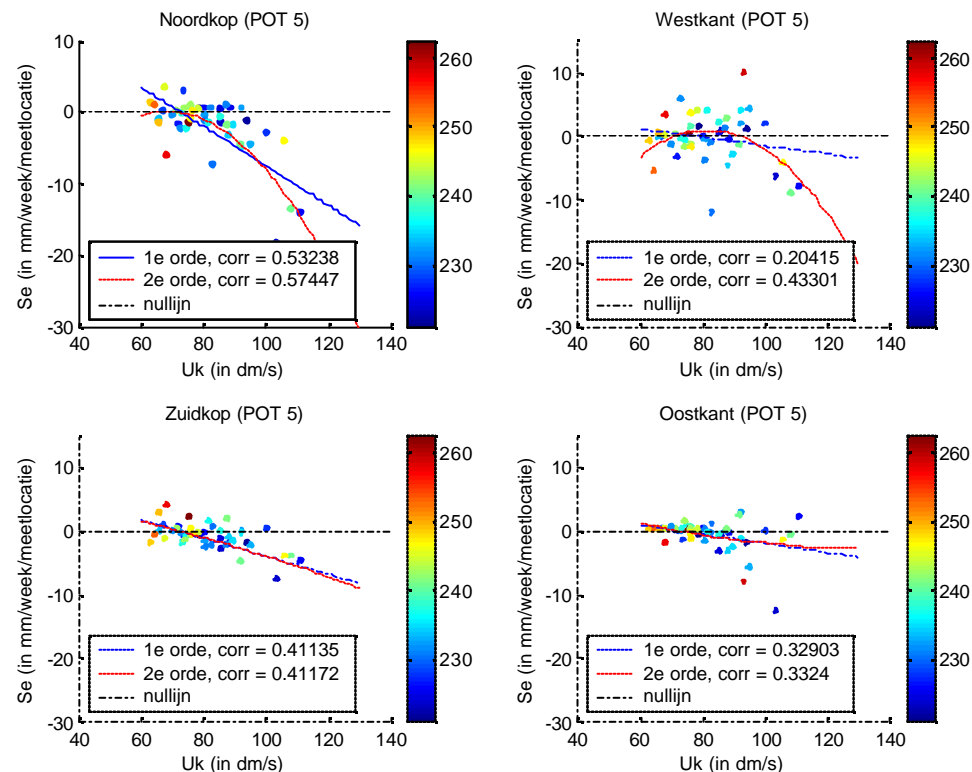 Noordkop (POT 5)
Se (in mm/week/meetlocatie)
10
0
-10
-20
-30
1e orde, corr = 0.53238
2e orde, corr = 0.57447
nullijn
40 60 80 100 120 140
Uk (in dm/s)
260
250
240
230
Westkant (POT 5)
Se (in mm/week/meetlocatie)
10
0
-10
-20
-30
1e orde, corr = 0.20415
2e orde, corr = 0.43301
nullijn
40 60 80 100 120 140
Uk (in dm/s)
260
250
240
230
Zuidkop (POT 5)
Se (in mm/week/meetlocatie)
10
0
-10
-20
-30
1e orde, corr = 0.41135
2e orde, corr = 0.41172
nullijn
40 60 80 100 120 140
Uk (in dm/s)
260
250
240
230
Oostkant (POT 5)
Se (in mm/week/meetlocatie)
10
0
-10
-20
-30
1e orde, corr = 0.32903
2e orde, corr = 0.3324
nullijn
40 60 80 100 120 140
Uk (in dm/s)
260
250
240
230